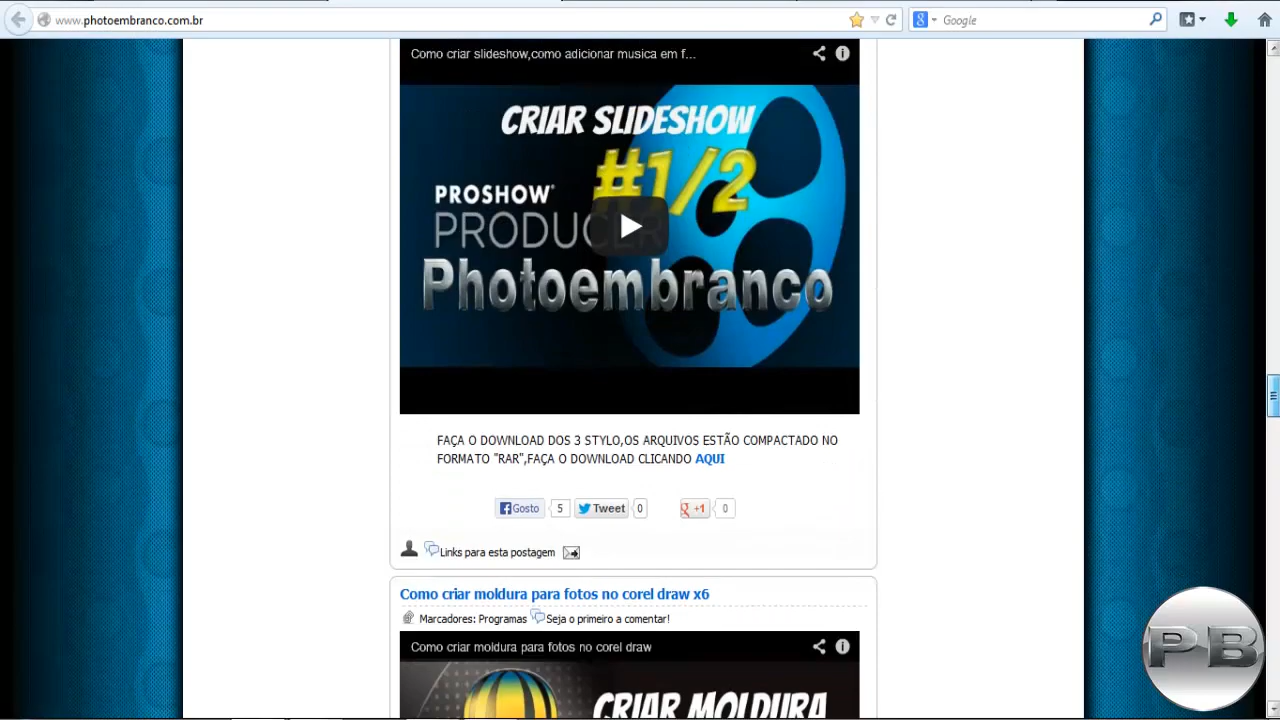 www.photoembranco.com.br
Google
Como criar slideshow,como adicionar musica em f...
CRIAR SLIDESHOW
#1/2
PROSHOW®
PRODUCER
Photoembranco
FAÇA O DOWNLOAD DOS 3 STYLO,OS ARQUIVOS ESTÃO COMPACTADO NO
FORMATO "RAR",FAÇA O DOWNLOAD CLICANDO AQUI
Gosto 5 Tweet 0 +1 0
Links para esta postagem
Como criar moldura para fotos no corel draw x6
Marcadores: Programas Seja o primeiro a comentar!
Como criar moldura para fotos no corel draw
CRIAR MOLDURA
PB